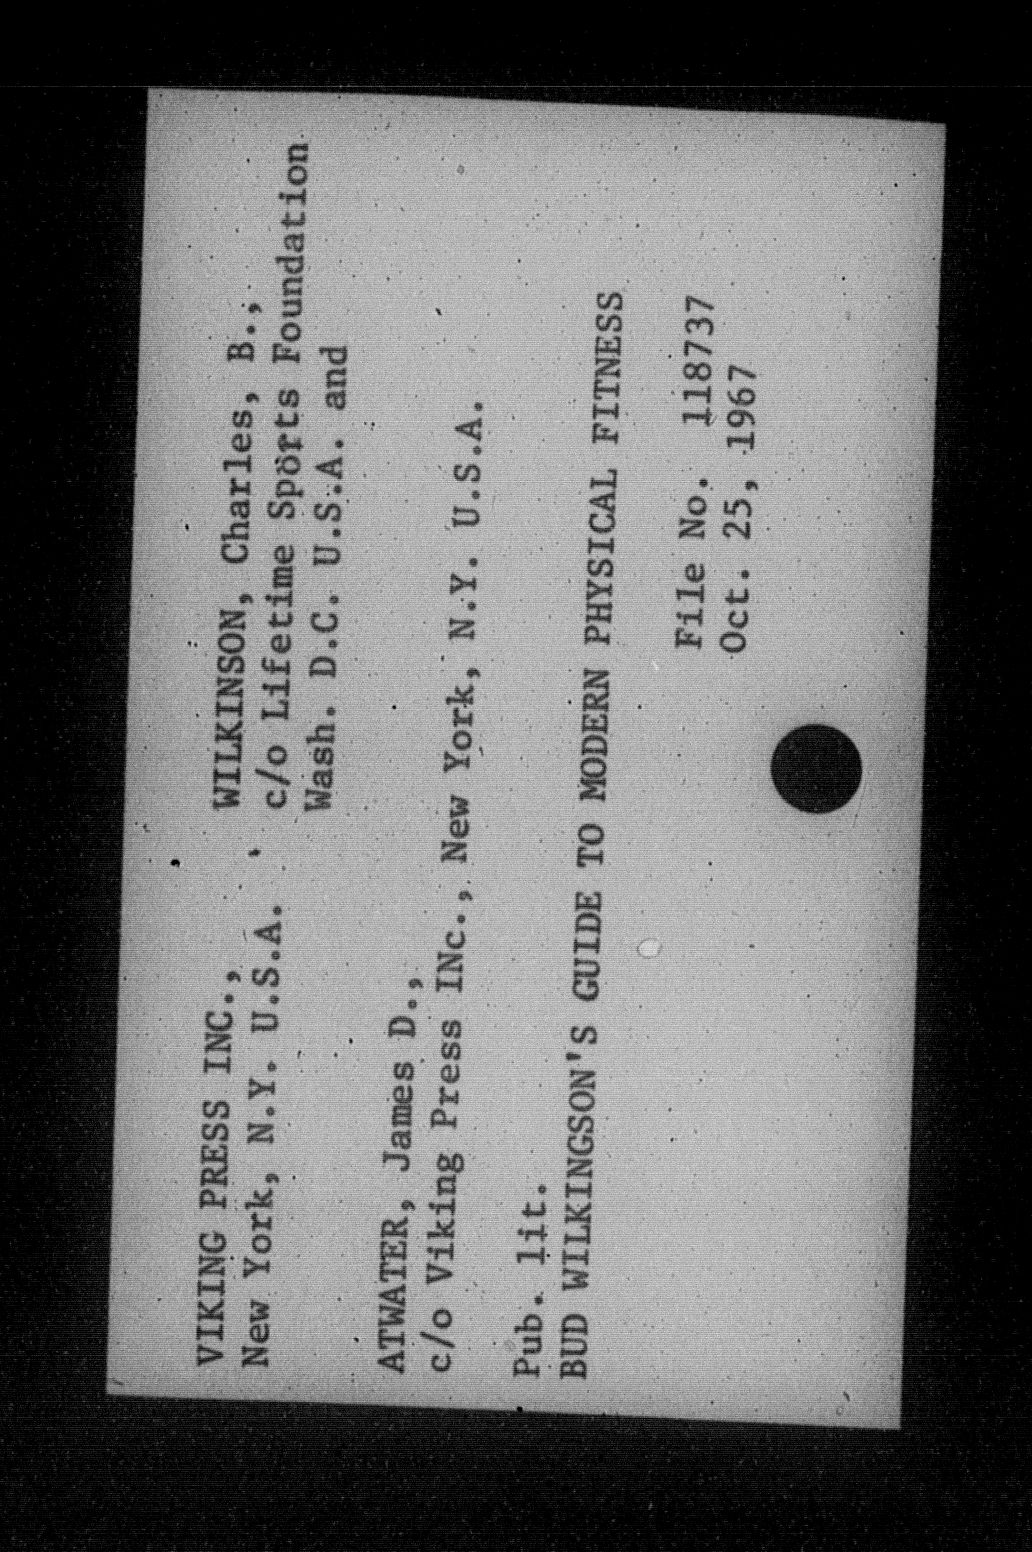 VIKING PRESS INC.,
New York, N.Y. U.S.A.
WILKINSON, Charles, B.,
c/o Lifetime Sports Foundation
Wash. D.C. U.S.A. and
ATWATER, James D.,
c/o Viking Press INc., New York, N.Y. U.S.A.
Pub. lit.
BUD WILKINGSON'S GUIDE TO MODERN PHYSICAL FITNESS
File No. 118737
Oct. 25, 1967